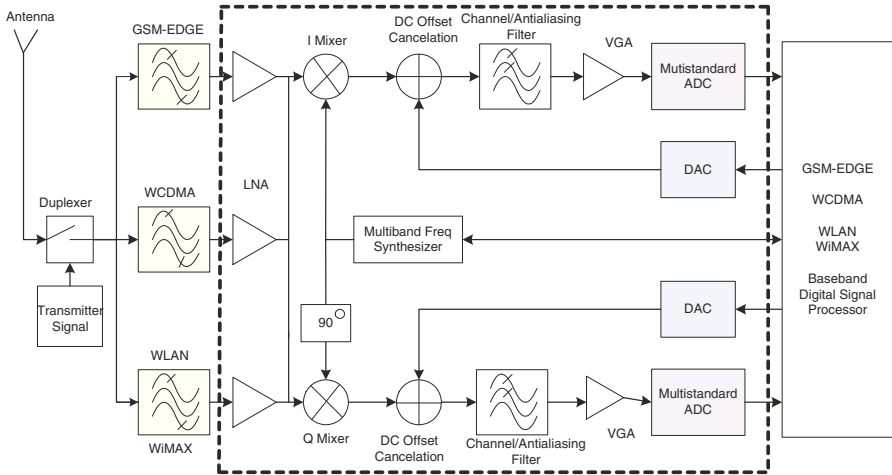 Antenna
GSM-EDGE
I Mixer
DC Offset
Cancelation
Channel/Antialiasing
Filter
VGA
Mutistandard
ADC
DAC
GSM-EDGE
WCDMA
WLAN
WiMAX
Baseband
Digital Signal
Processor
Duplexer
WCDMA
LNA
Multiband Freq
Synthesizer
Transmitter
Signal
90°
DAC
WLAN
WiMAX
Q Mixer
DC Offset
Cancelation
Channel/Antialiasing
Filter
VGA
Multistandard
ADC